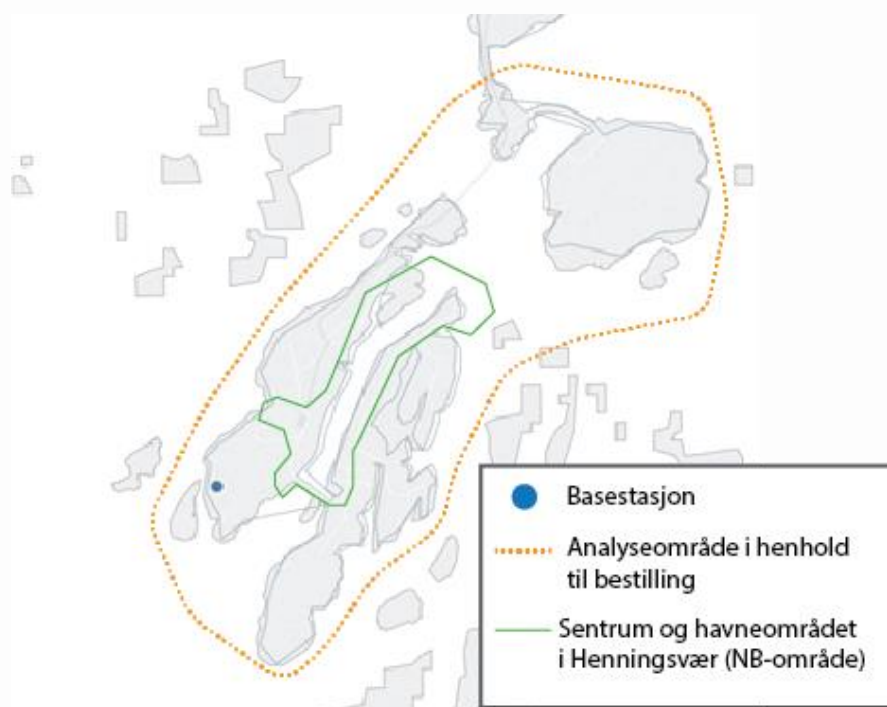 Basestasjon
Analyseområde i henhold
til bestilling
Sentrum og havneområdet
i Henningsvær (NB-område)